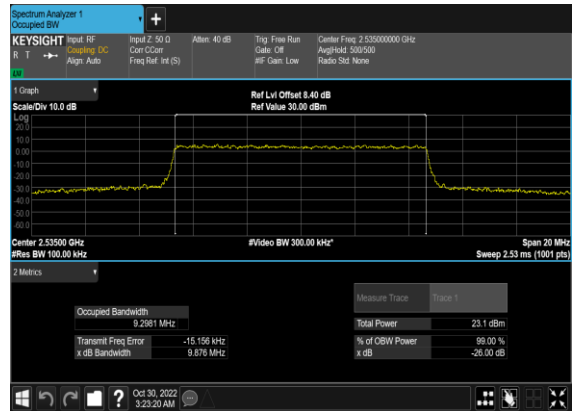 Spectrum Analyzer 1
Occupied BW
+
KEYSIGHT Input: RF Input Z: 50 Ω Atten: 40 dB Trig: Free Run Center Freq: 2.535000000 GHz
R T Coupling: DC Corr CCorr Gate: Off Avg|Hold: 500/500
Align: Auto Freq Ref: Int (S) #IF Gain: Low Radio Std: None
LW
1 Graph
Ref Lvl Offset 8.40 dB
Scale/Div 10.0 dB Ref Value 30.00 dBm
Log
20.0
10.0
0.00
-10.0
-20.0
-30.0
-40.0
-50.0
-60.0
Center 2.53500 GHz #Video BW 300.00 kHz* Span 20 MHz
#Res BW 100.00 kHz Sweep 2.53 ms (1001 pts)
2 Metrics
Measure Trace Trace 1
Occupied Bandwidth
9.2981 MHz Total Power 23.1 dBm
Transmit Freq Error -15.156 kHz % of OBW Power 99.00 %
x dB Bandwidth 9.876 MHz x dB -26.00 dB
? Oct 30, 2022
3:23:20 AM